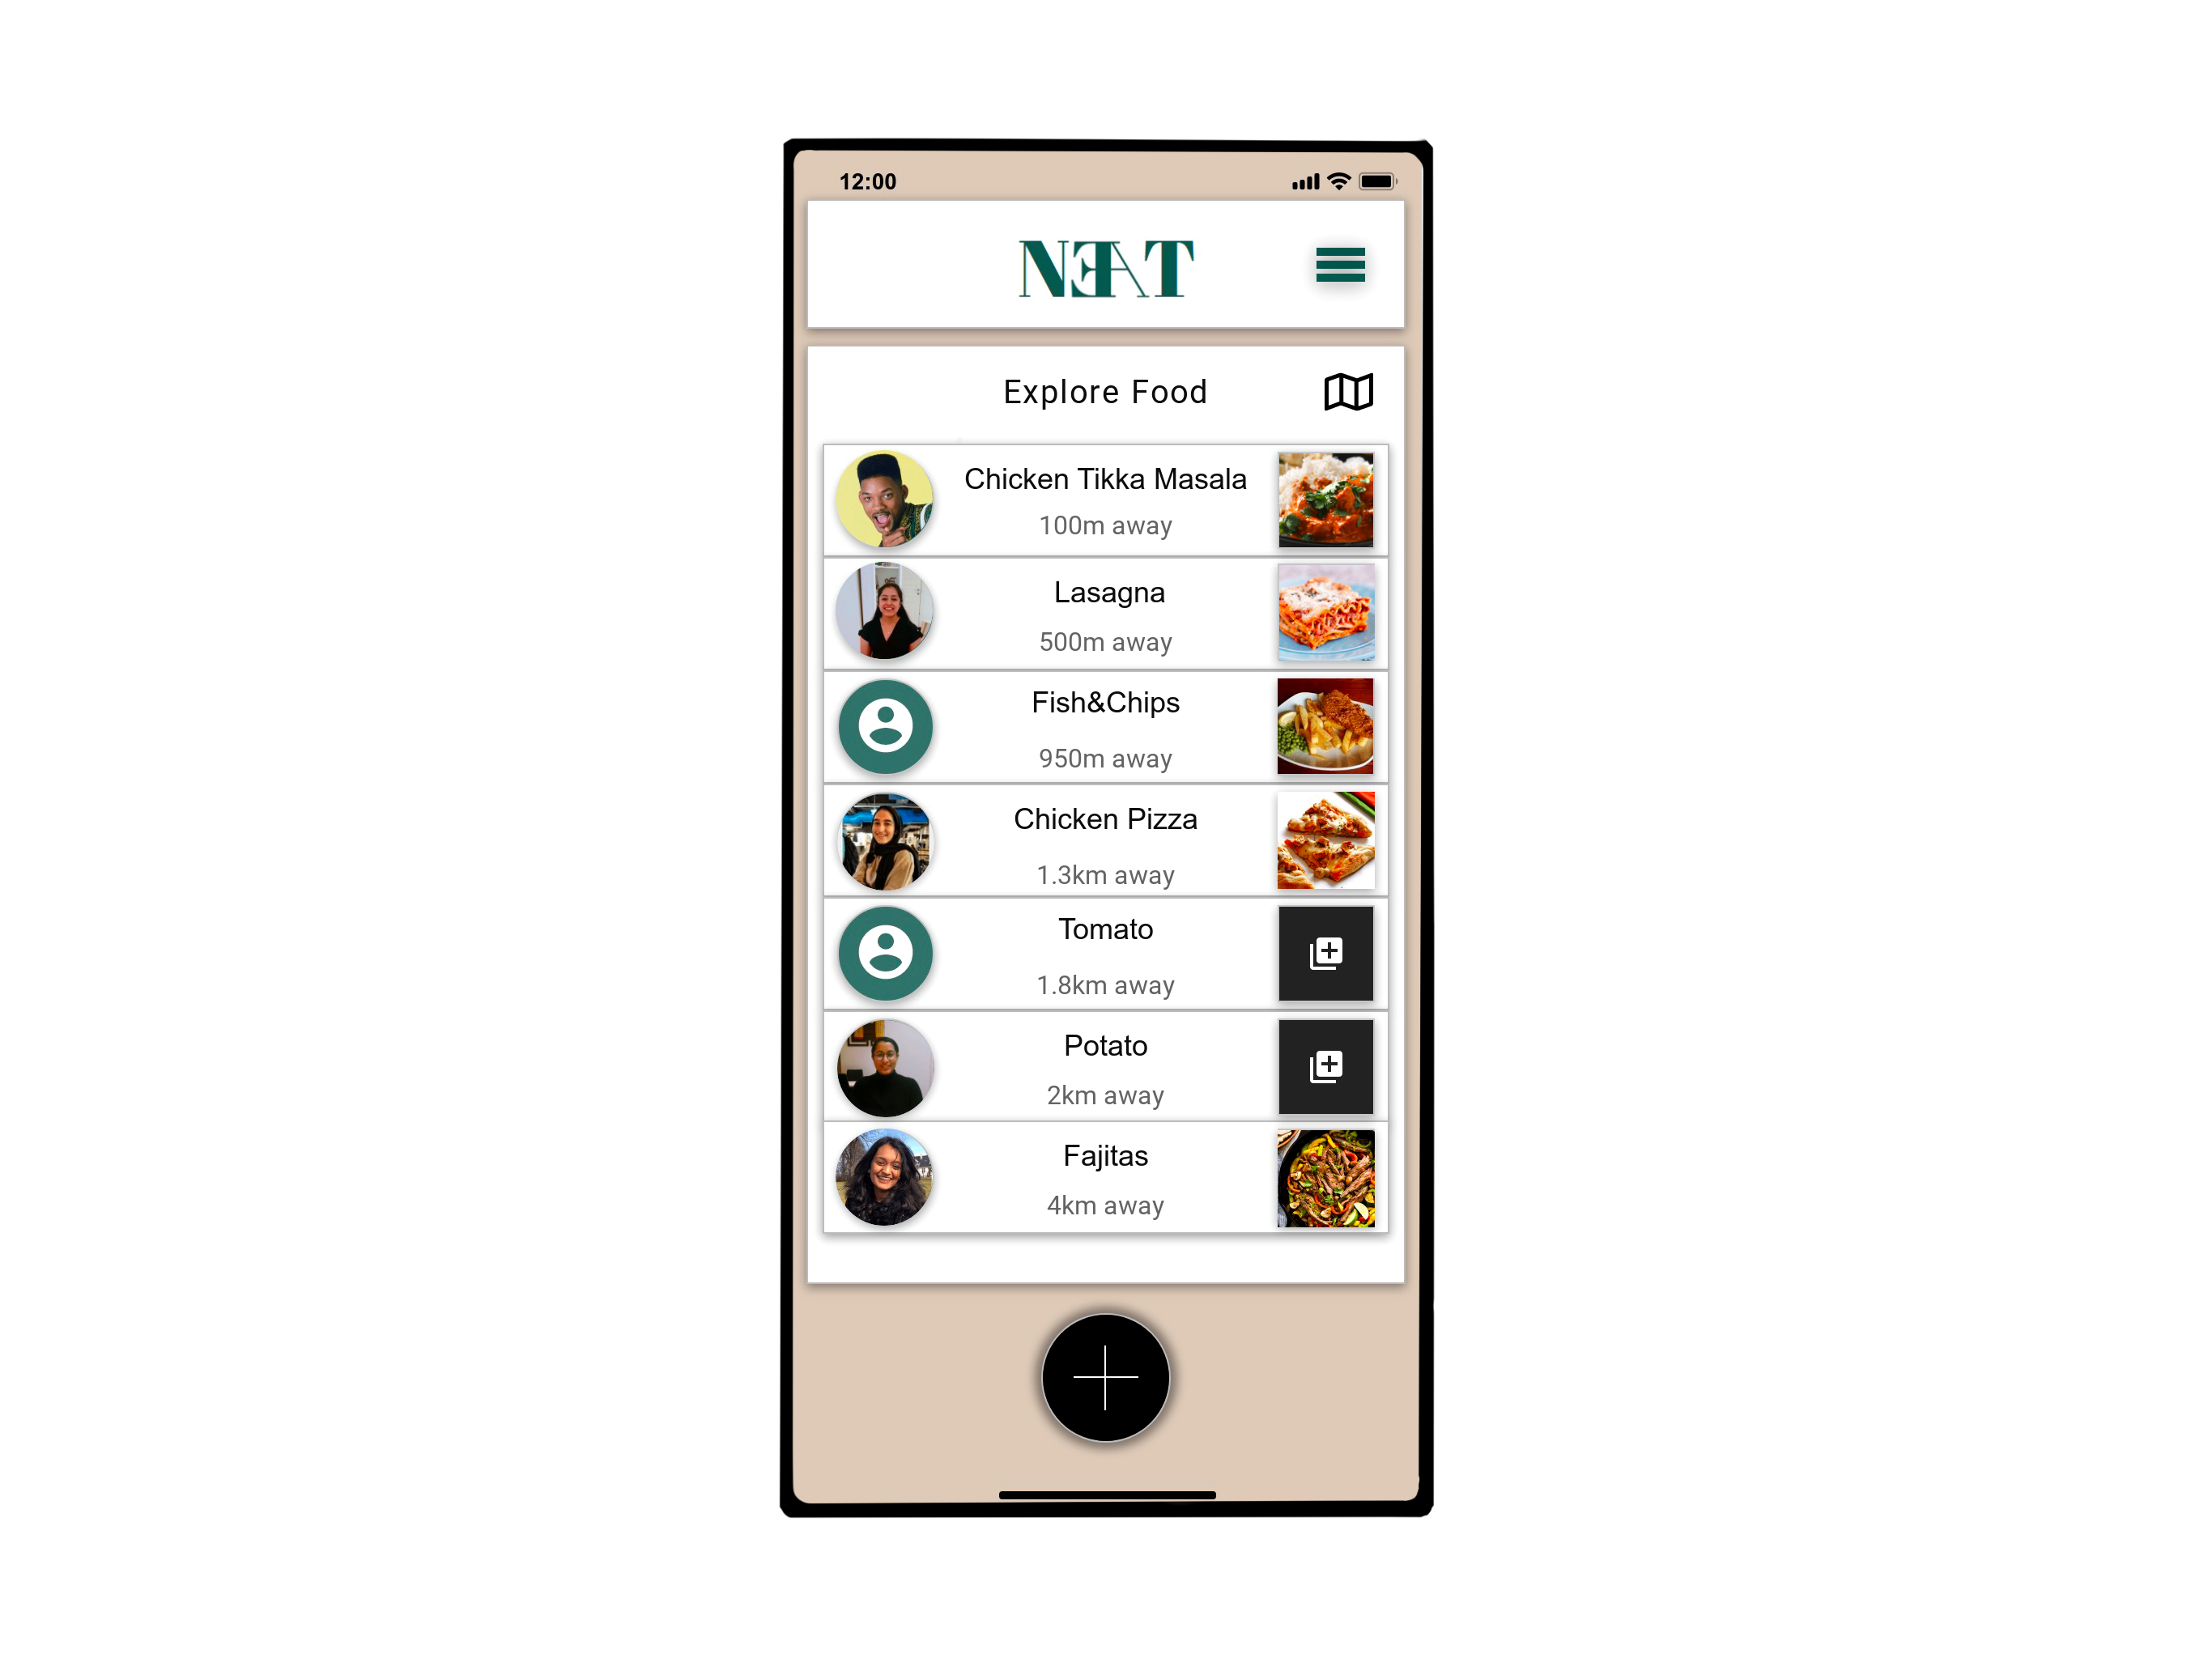 12:00
NEAT
Explore Food
Chicken Tikka Masala
100m away
Lasagna
500m away
Fish&Chips
950m away
Chicken Pizza
1.3km away
Tomato
1.8km away
Potato
2km away
Fajitas
4km away